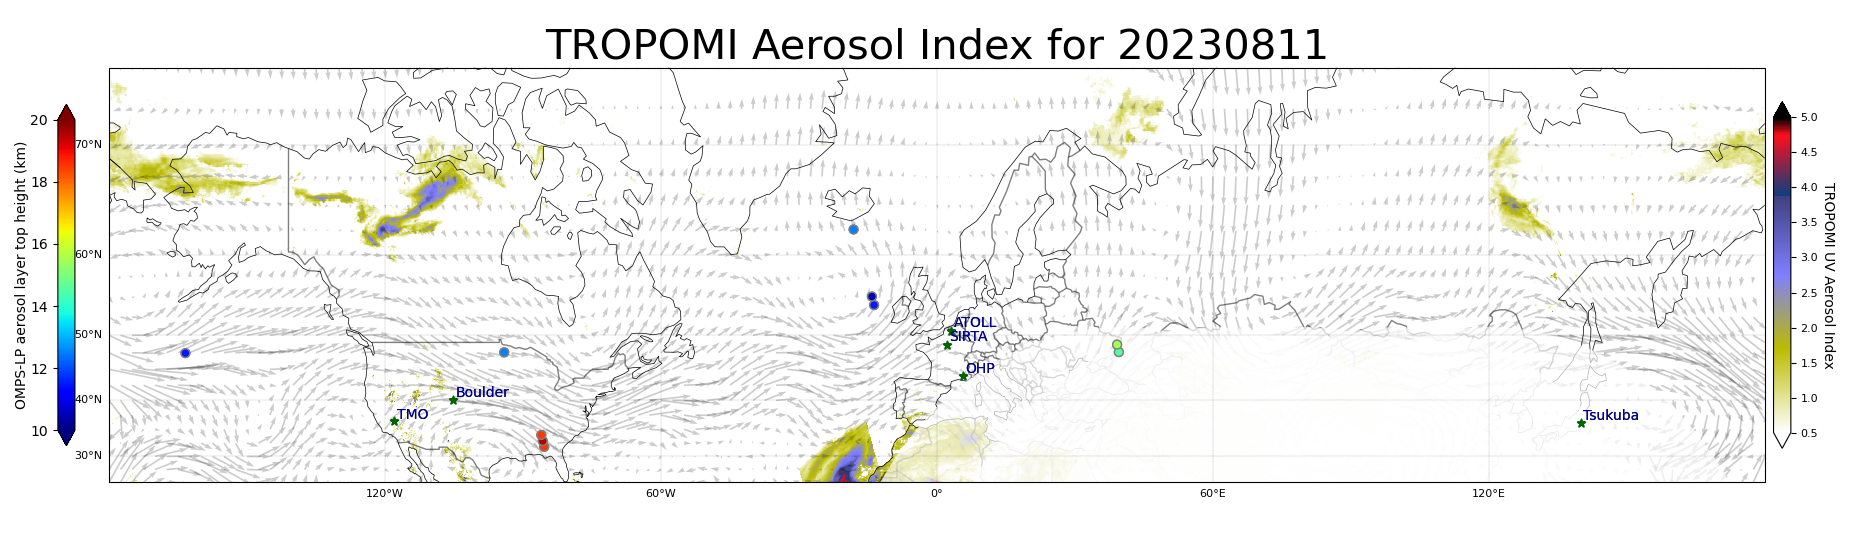 TROPOMI Aerosol Index for 20230811
OMPS-LP aerosol layer top height (km)
20
18
16
14
12
10
70°N
60°N
50°N
40°N
30°N
120°W
60°W
0°
60°E
120°E
ATOLL
SIRTA
OHP
Boulder
TMO
Tsukuba
5.0
4.5
4.0
3.5
3.0
2.5
2.0
1.5
1.0
0.5
TROPOMI UV Aerosol Index